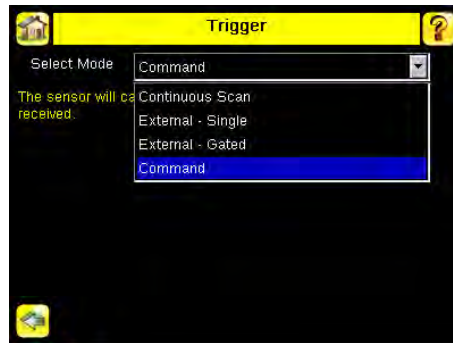 Trigger
?
Select Mode
Command
The sensor will ca
received.
Continuous Scan
External - Single
External - Gated
Command